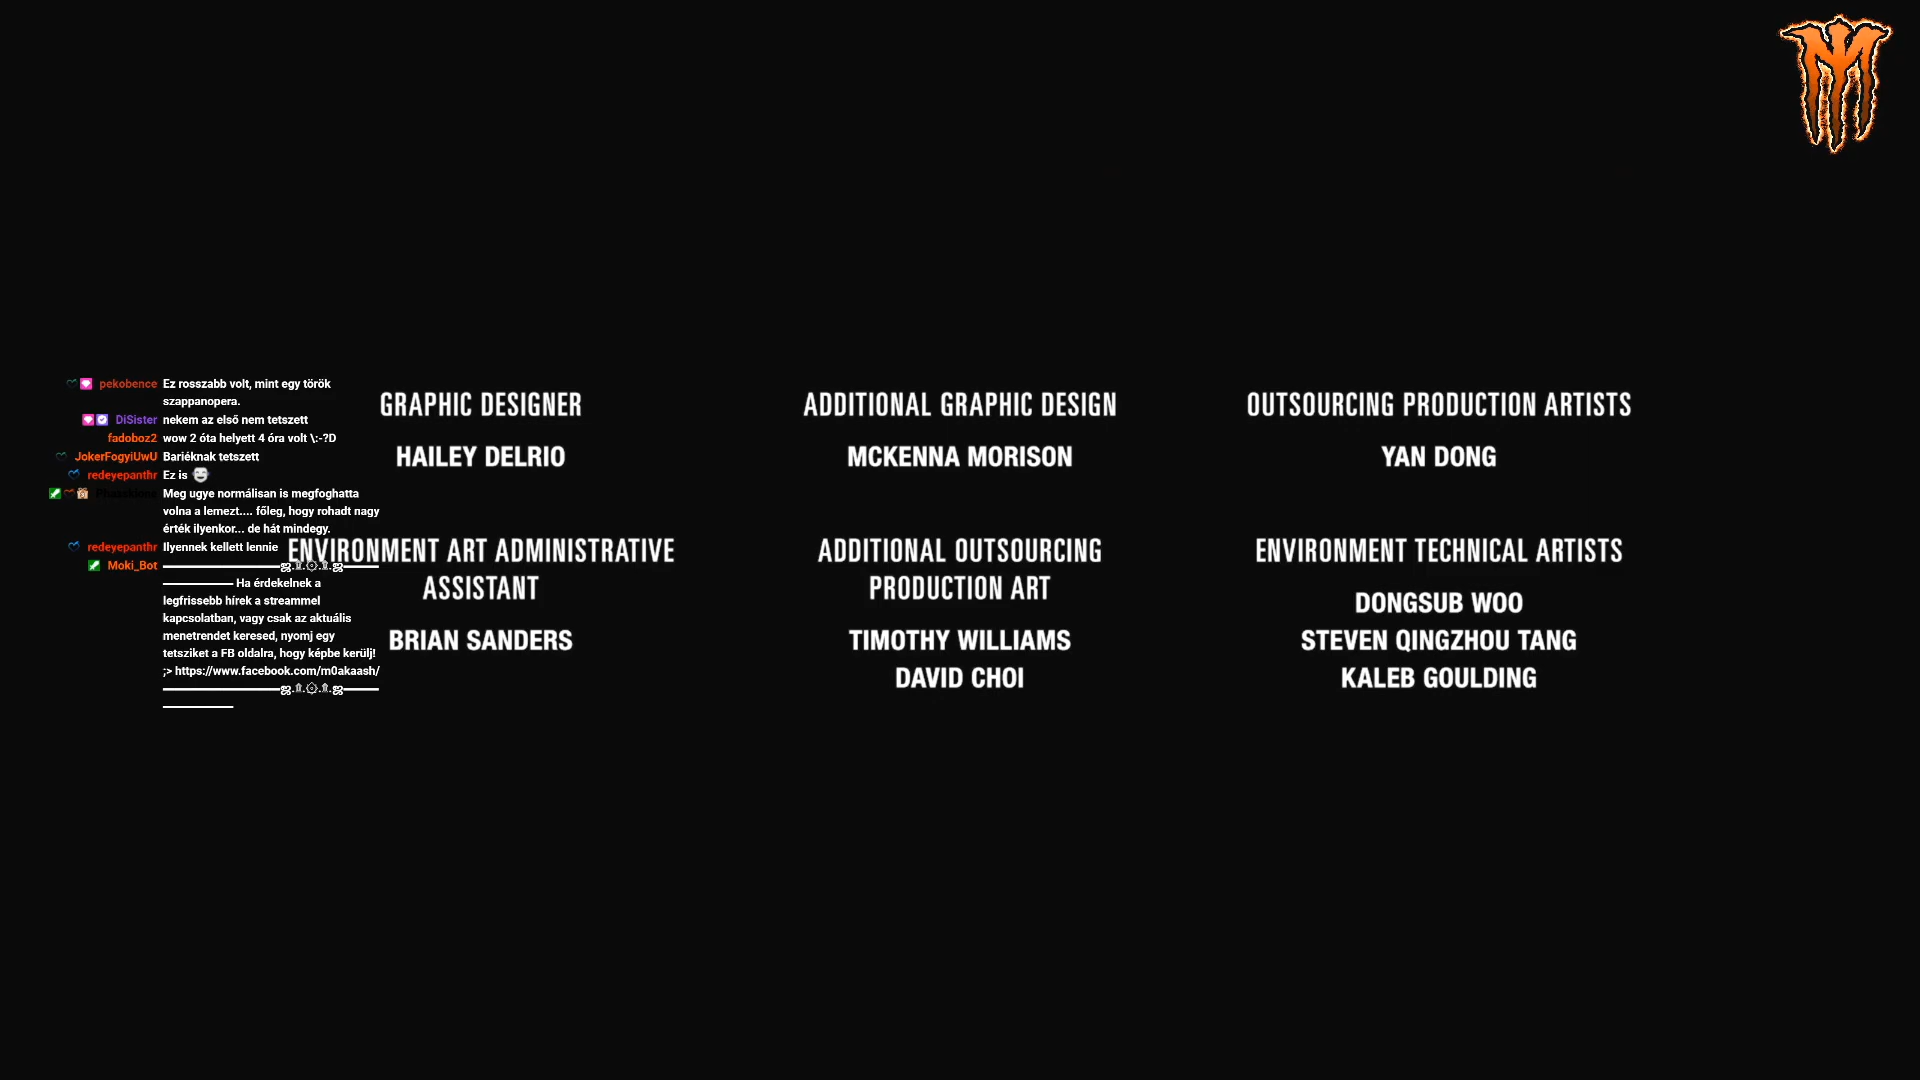 pekobence Ez rosszabb volt, mint egy török
szappanopera.
DiSister nekem az első nem tetszett
fadoboz2 wow 2 óta helyett 4 óra volt \:-?D
JokerFogyiUwU Bariéknak tetszett
redeyepanthr Ez is
Meg ugye normálisan is megfoghatta
volna a lemezt.... főleg, hogy rohadt nagy
érték ilyenkor... de hát mindegy.
redeyepanthr Ilyennek kellett lennie
Moki_Bot
Ha érdekelnek a
legfrissebb hírek a streammel
kapcsolatban, vagy csak az aktuális
menetrendet keresed, nyomj egy
tetsziket a FB oldalra, hogy képbe kerülj!
;> https://www.facebook.com/m0akaash/
GRAPHIC DESIGNER
HAILEY DELRIO
ADDITIONAL GRAPHIC DESIGN
MCKENNA MORISON
OUTSOURCING PRODUCTION ARTISTS
YAN DONG
ENVIRONMENT ART ADMINISTRATIVE
ASSISTANT
BRIAN SANDERS
ADDITIONAL OUTSOURCING
PRODUCTION ART
TIMOTHY WILLIAMS
DAVID CHOI
ENVIRONMENT TECHNICAL ARTISTS
DONGSUB WOO
STEVEN QINGZHOU TANG
KALEB GOULDING